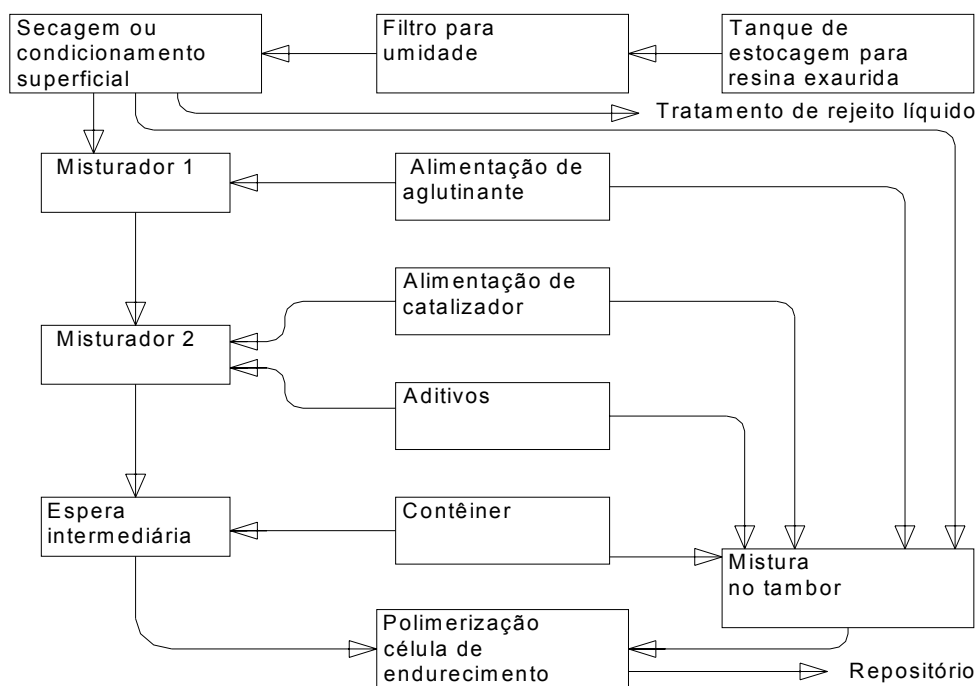 Secagem ou
condicionamento
superficial
Filtro para
umidade
Tanque de
estocagem para
resina exaurida
Tratamento de rejeito líquido
Misturador 1
Alimentação de
aglutinante
Alimentação de
catalizador
Misturador 2
Aditivos
Espera
intermediária
Contêiner
Mistura
no tambor
Polimerização
célula de
endurecimento
Repositório